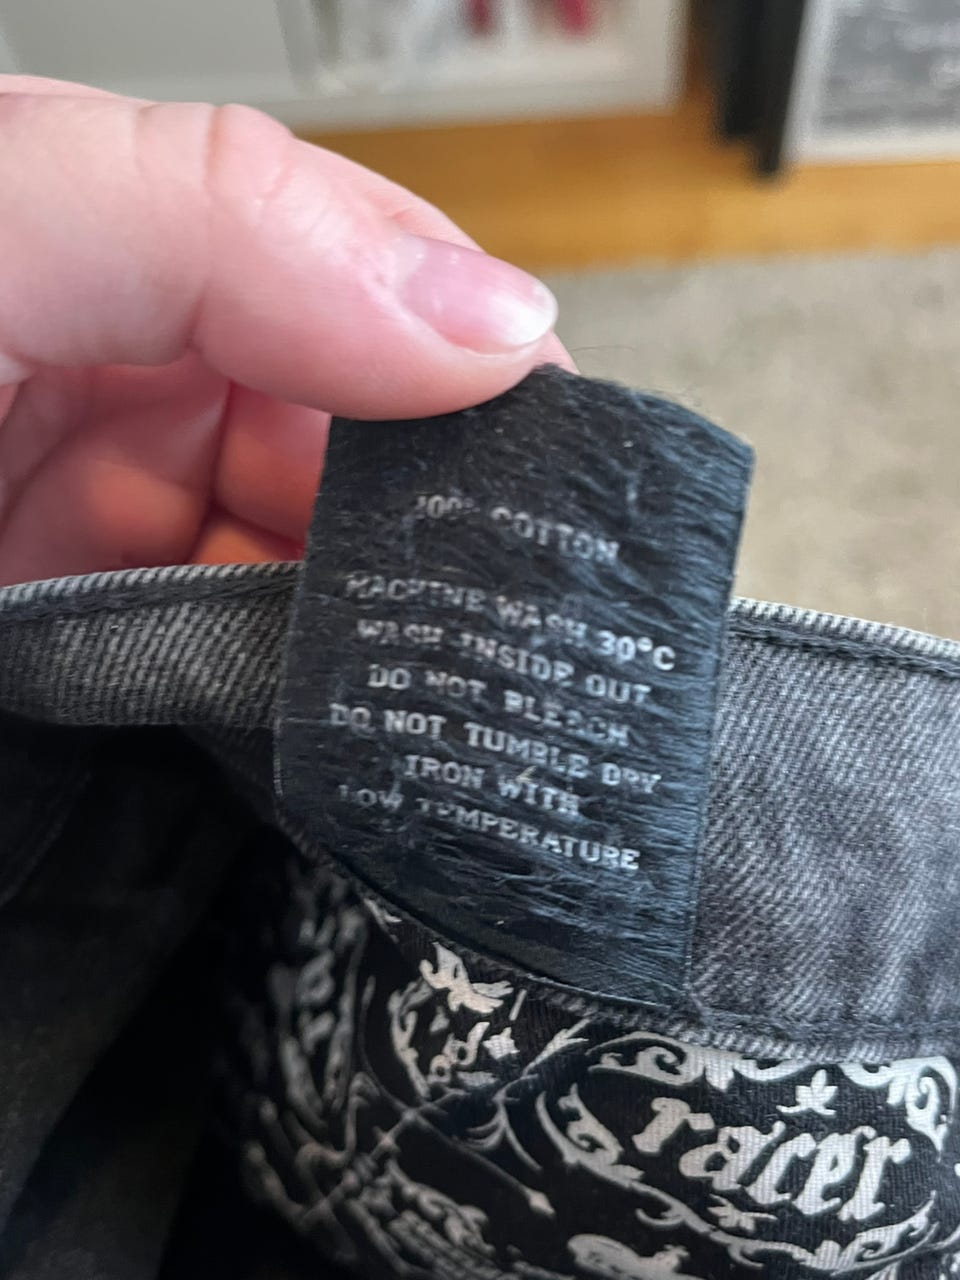 100% COTTON
MACHINE WASH 30°C
WASH INSIDE OUT
DO NOT BLEACH
DO NOT TUMBLE DRY
IRON WITH
LOW TEMPERATURE
racer